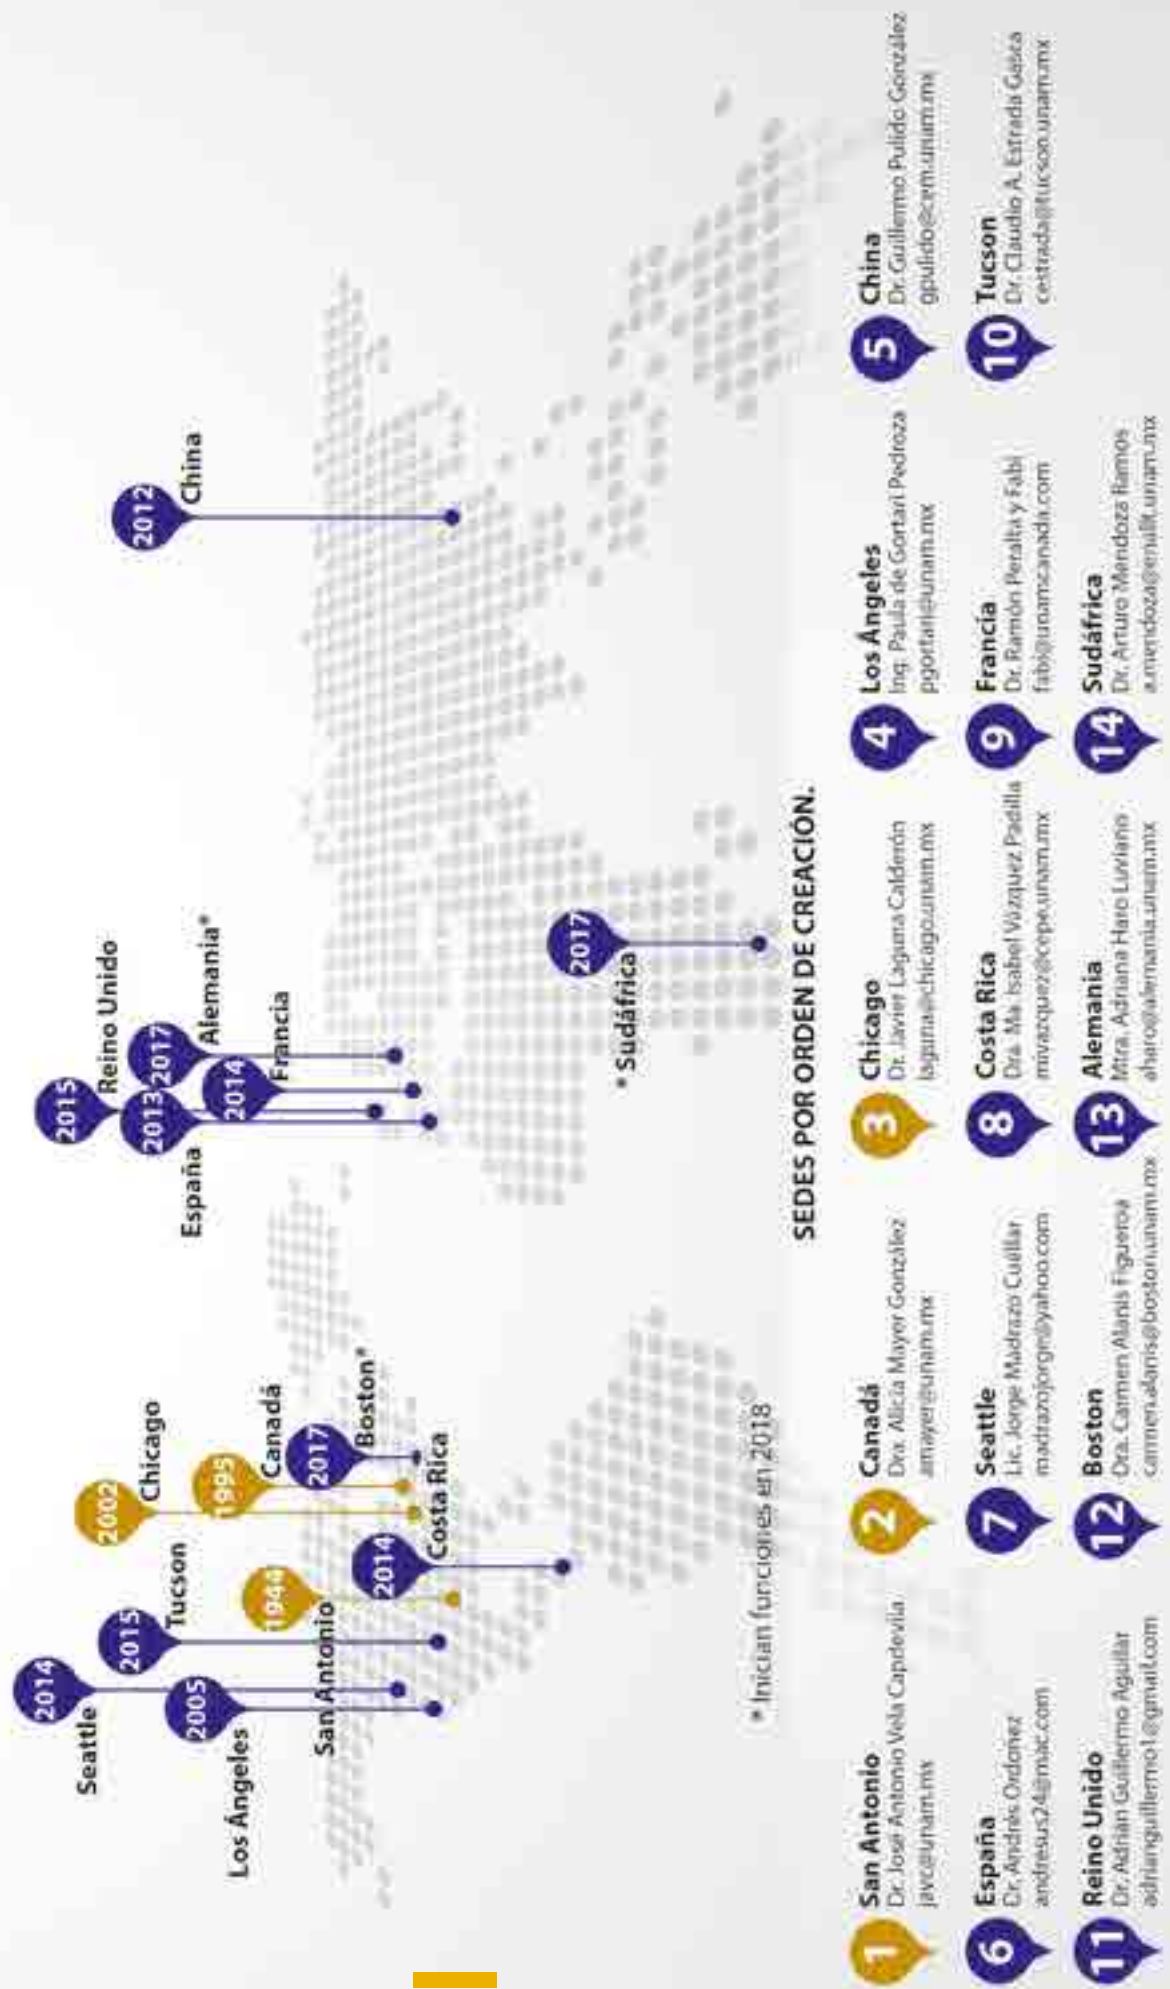 2014
Seattle
2015
Tucson
2005
Los Ángeles
2002
Chicago
1995
Canadá
1944
San Antonio
2017
Boston*
2014
Costa Rica
2015
Reino Unido
2013
España
2017
Alemania*
2014
Francia
2012
China
2017
* Sudáfrica
* Inician funciones en 2018
SEDES POR ORDEN DE CREACIÓN.
1
San Antonio
Dr. José Antonio Vela Capdevila
javc@unam.mx
2
Canadá
Dra. Alicia Mayer González
amayer@unam.mx
3
Chicago
Dr. Javier Laguna Calderón
laguna@chicago.unam.mx
4
Los Ángeles
Ing. Paula de Gortari Pedroza
pgortari@unam.mx
5
China
Dr. Guillermo Pulido González
gpulido@cem.unam.mx
6
España
Dr. Andrés Ordoñez
andresus24@mac.com
7
Seattle
Lic. Jorge Madrazo Cuéllar
madrazojorge@yahoo.com
8
Costa Rica
Dra. Ma. Isabel Vázquez Padilla
mivazquez@cepe.unam.mx
9
Francia
Dr. Ramón Peralta y Fabi
fabi@unamcanada.com
10
Tucson
Dr. Claudio A. Estrada Gasca
cestrada@tucson.unam.mx
11
Reino Unido
Dr. Adrián Guillermo Aguilar
adrianguillermo1@gmail.com
12
Boston
Dra. Carmen Alanís Figueroa
carmen.alanis@boston.unam.mx
13
Alemania
Mtra. Adriana Haro Luviano
aharo@alemania.unam.mx
14
Sudáfrica
Dr. Arturo Mendoza Ramos
a.mendoza@enallt.unam.mx